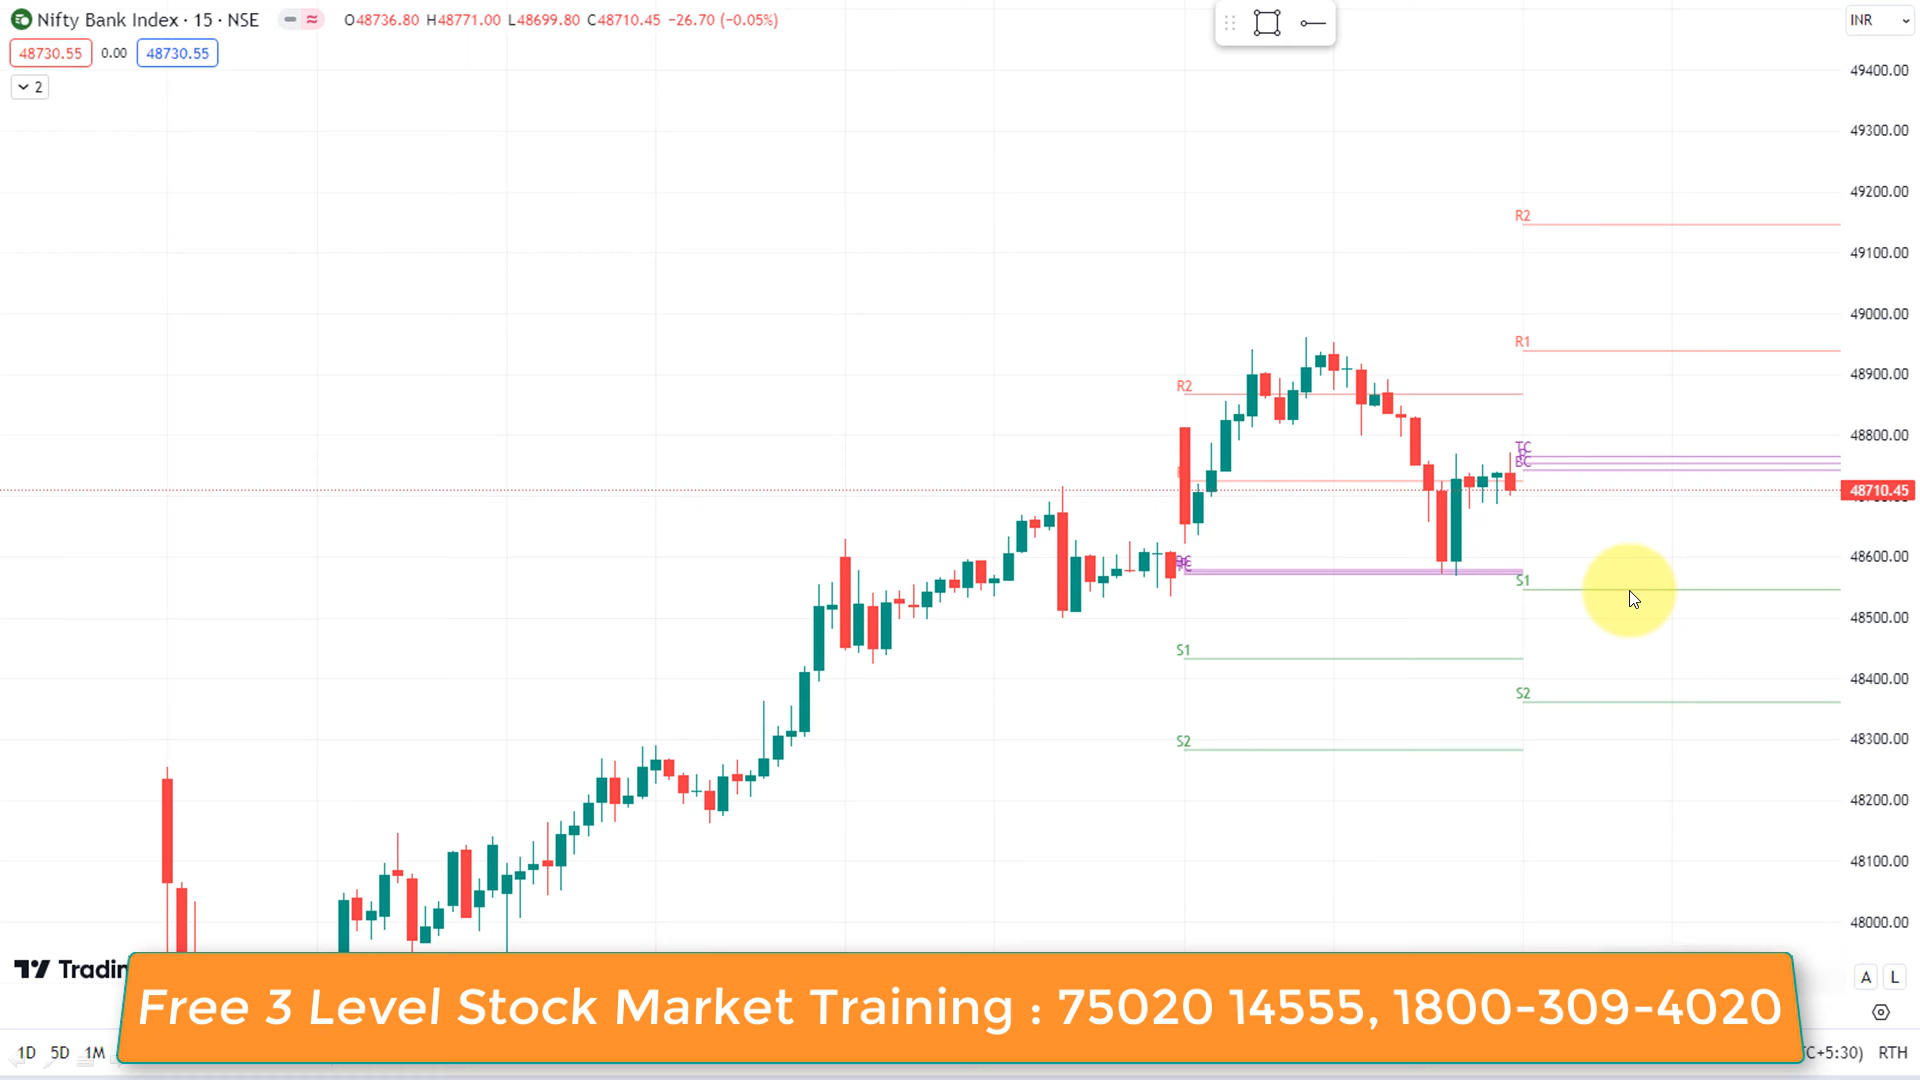 Nifty Bank Index · 15 · NSE
O48736.80 H48771.00 L48699.80 C48710.45 −26.70 (−0.05%)
INR
48730.55 0.00 48730.55
2
49400.00
49300.00
49200.00
R2
49100.00
49000.00
R1
48900.00
R2
48800.00
TC
BC
48710.45
48600.00
S1
48500.00
S1
48400.00
S2
48300.00
S2
48200.00
48100.00
48000.00
Tradin
A L
Free 3 Level Stock Market Training : 75020 14555, 1800-309-4020
1D 5D 1M
C+5:30) RTH